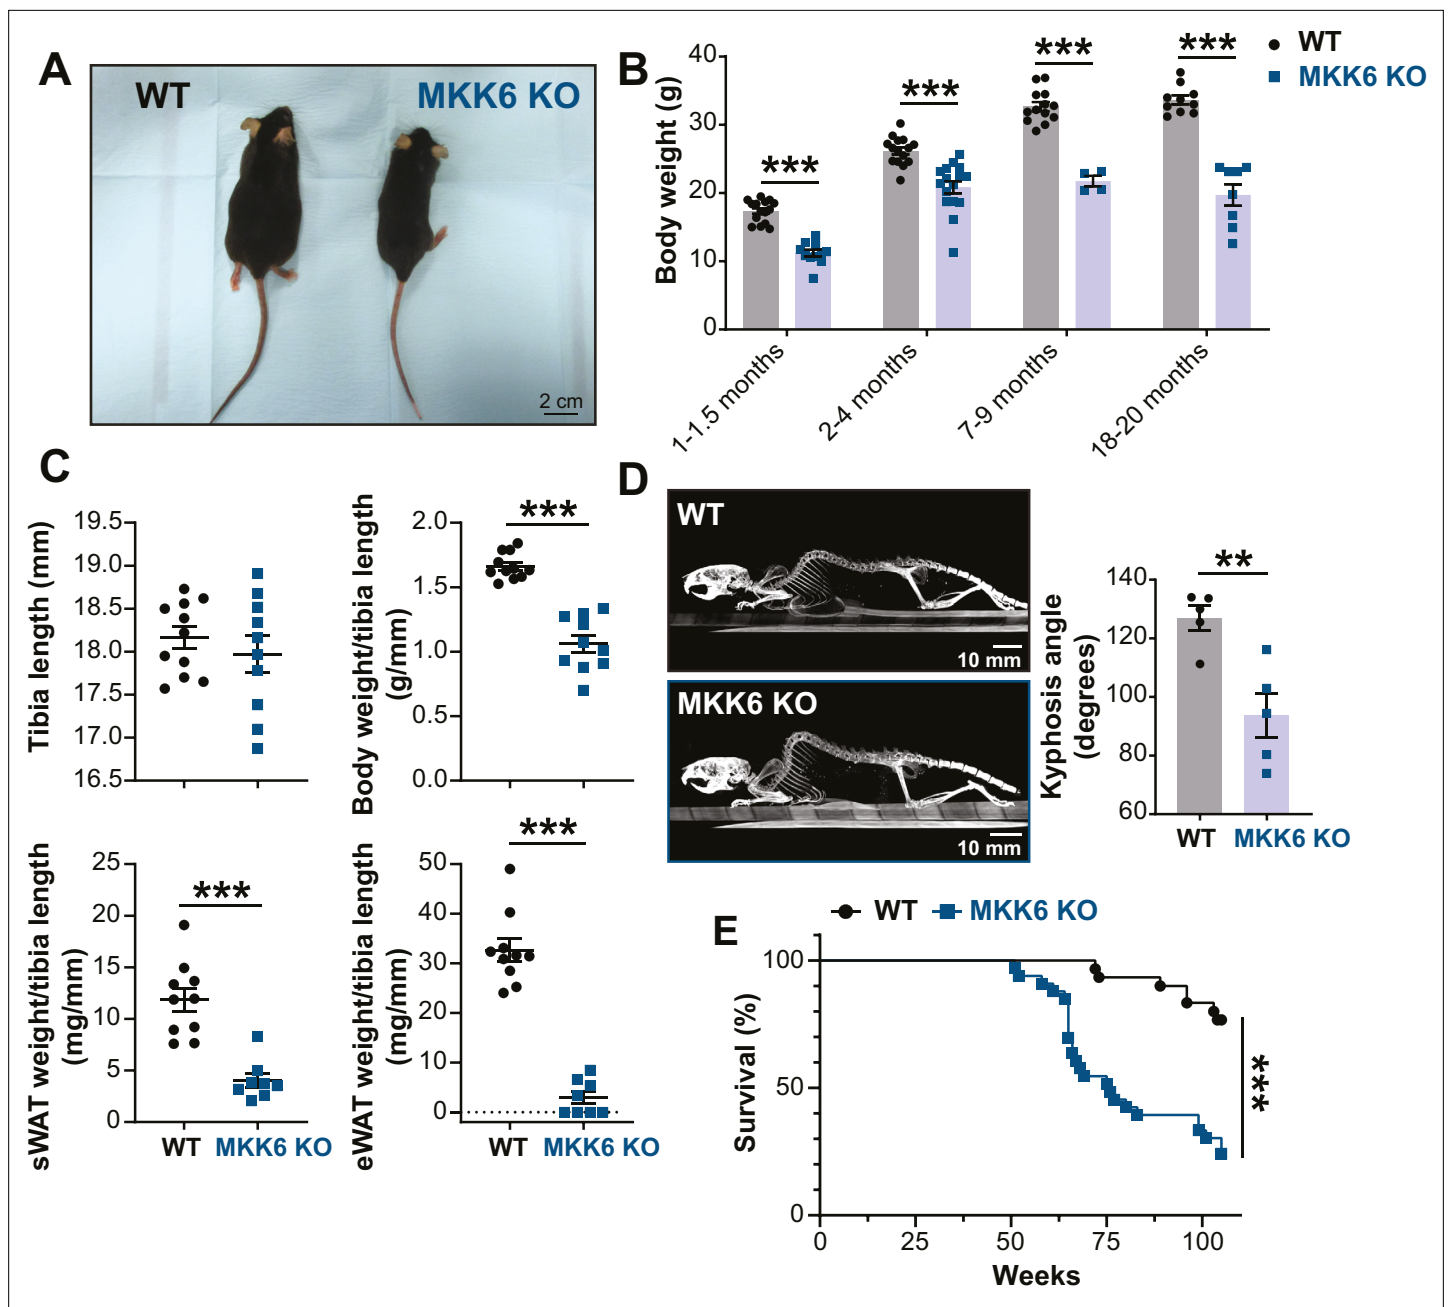 A
WT
MKK6 KO
2 cm
B
Body weight (g)
40
30
20
10
0
***
***
***
***
WT
MKK6 KO
1-1.5 months
2-4 months
7-9 months
18-20 months
C
Tibia length (mm)
19.5
19.0
18.5
18.0
17.5
17.0
16.5
Body weight/tibia length
(g/mm)
2.0
1.5
1.0
0.5
0.0
***
sWAT weight/tibia length
(mg/mm)
25
20
15
10
5
0
***
WT
MKK6 KO
eWAT weight/tibia length
(mg/mm)
50
40
30
20
10
0
***
WT
MKK6 KO
D
WT
10 mm
MKK6 KO
10 mm
Kyphosis angle
(degrees)
140
120
100
80
60
**
WT
MKK6 KO
E
WT
MKK6 KO
Survival (%)
100
50
0
***
0
25
50
75
100
Weeks